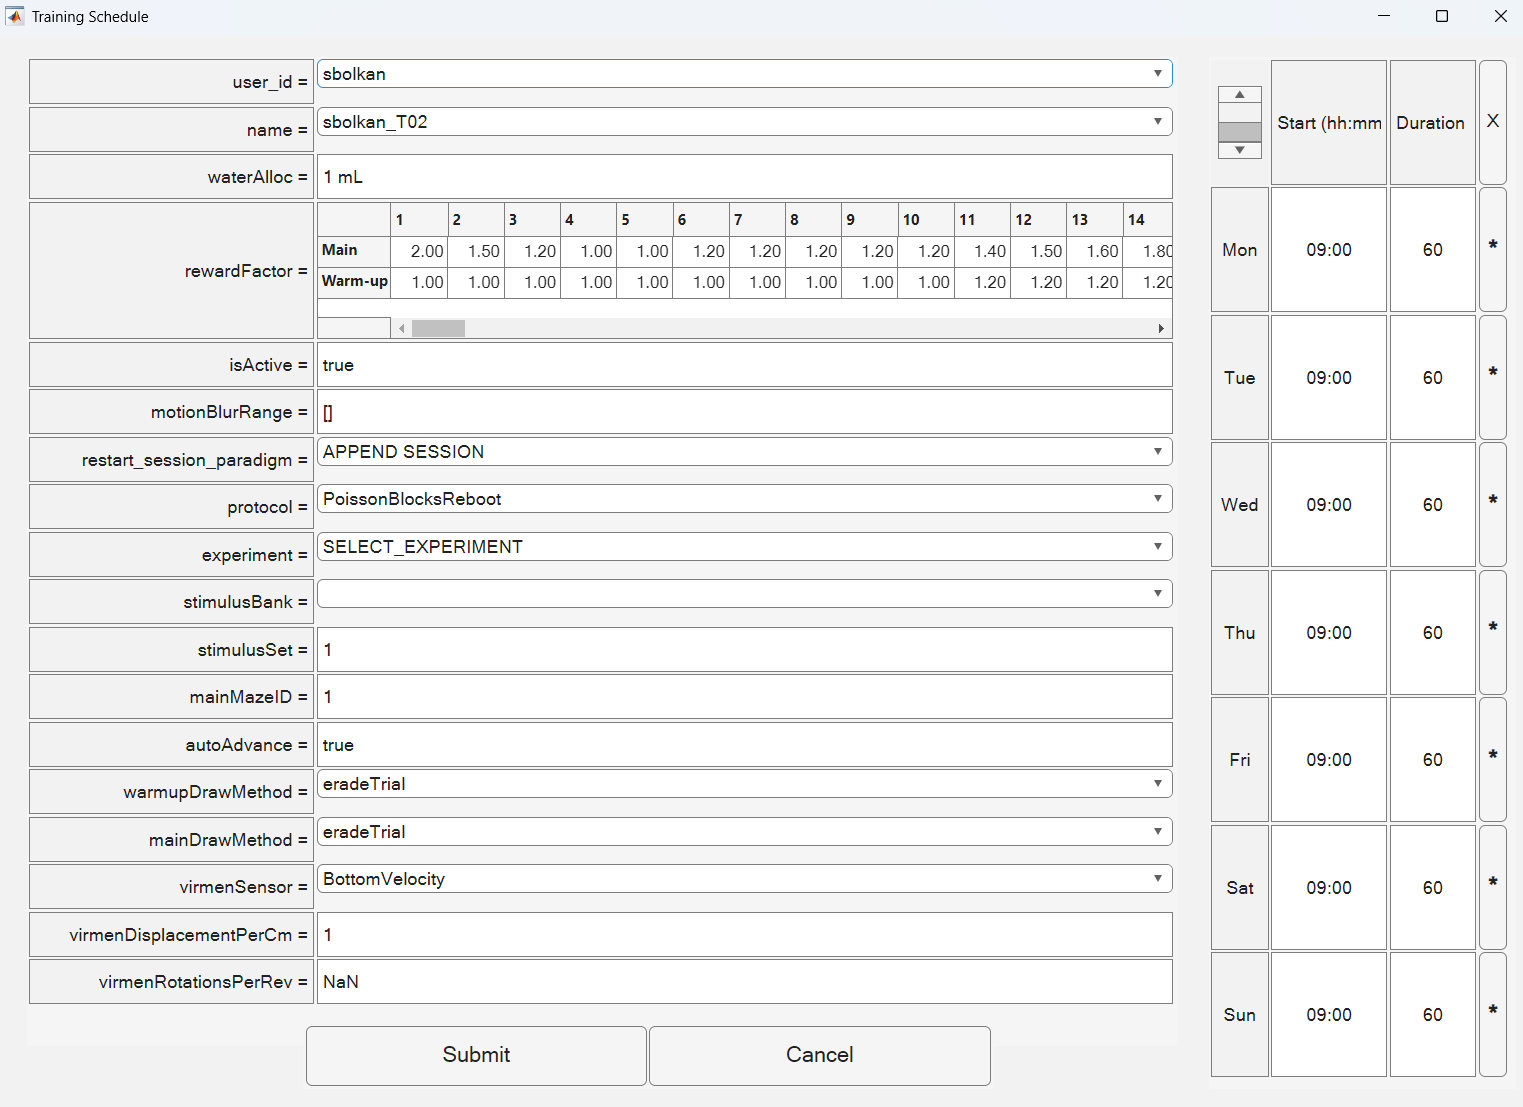 Training Schedule
user_id = sbolkan
name = sbolkan_T02
waterAlloc = 1 mL
rewardFactor =
1 2 3 4 5 6 7 8 9 10 11 12 13 14
Main 2.00 1.50 1.20 1.00 1.00 1.20 1.20 1.20 1.20 1.20 1.40 1.50 1.60 1.80
Warm-up 1.00 1.00 1.00 1.00 1.00 1.00 1.00 1.00 1.00 1.00 1.20 1.20 1.20 1.20
isActive = true
motionBlurRange = []
restart_session_paradigm = APPEND SESSION
protocol = PoissonBlocksReboot
experiment = SELECT_EXPERIMENT
stimulusBank =
stimulusSet = 1
mainMazeID = 1
autoAdvance = true
warmupDrawMethod = eradeTrial
mainDrawMethod = eradeTrial
virmenSensor = BottomVelocity
virmenDisplacementPerCm = 1
virmenRotationsPerRev = NaN
Submit Cancel
Start (hh:mm Duration X
Mon 09:00 60 *
Tue 09:00 60 *
Wed 09:00 60 *
Thu 09:00 60 *
Fri 09:00 60 *
Sat 09:00 60 *
Sun 09:00 60 *